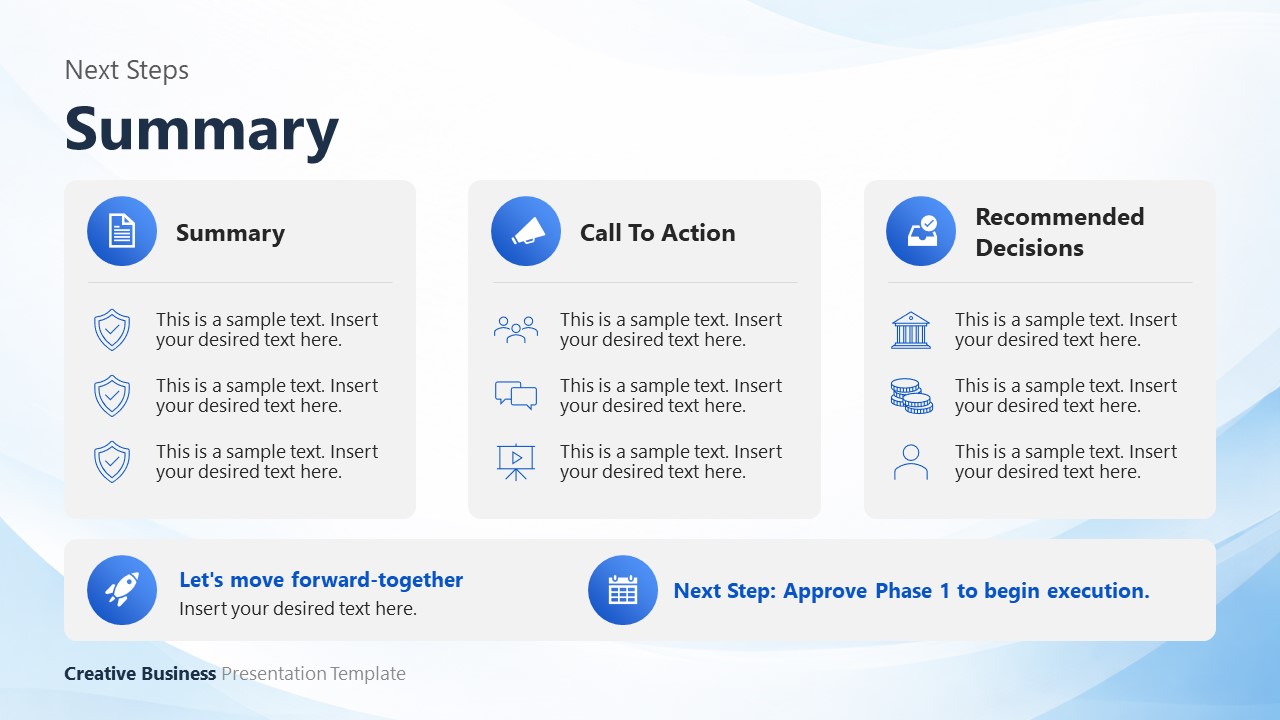 Next Steps
Summary
Summary
This is a sample text. Insert
your desired text here.
This is a sample text. Insert
your desired text here.
This is a sample text. Insert
your desired text here.
Call To Action
This is a sample text. Insert
your desired text here.
This is a sample text. Insert
your desired text here.
This is a sample text. Insert
your desired text here.
Recommended
Decisions
This is a sample text. Insert
your desired text here.
This is a sample text. Insert
your desired text here.
This is a sample text. Insert
your desired text here.
Let's move forward-together
Insert your desired text here.
Next Step: Approve Phase 1 to begin execution.
Creative Business Presentation Template